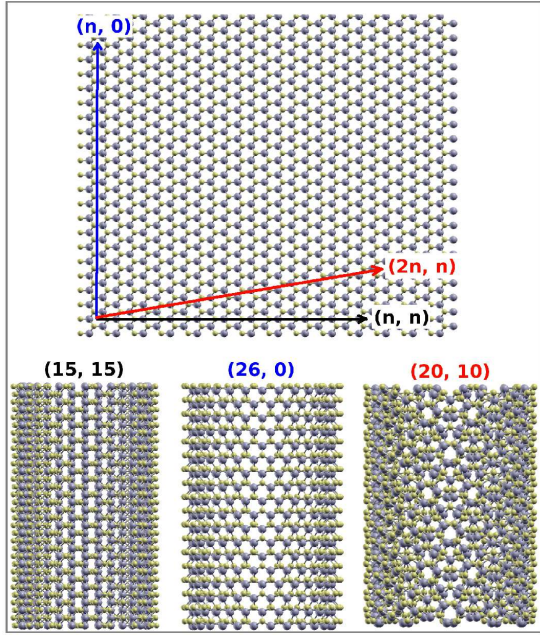 (n, 0)
(2n, n)
(n, n)
(15, 15)
(26, 0)
(20, 10)